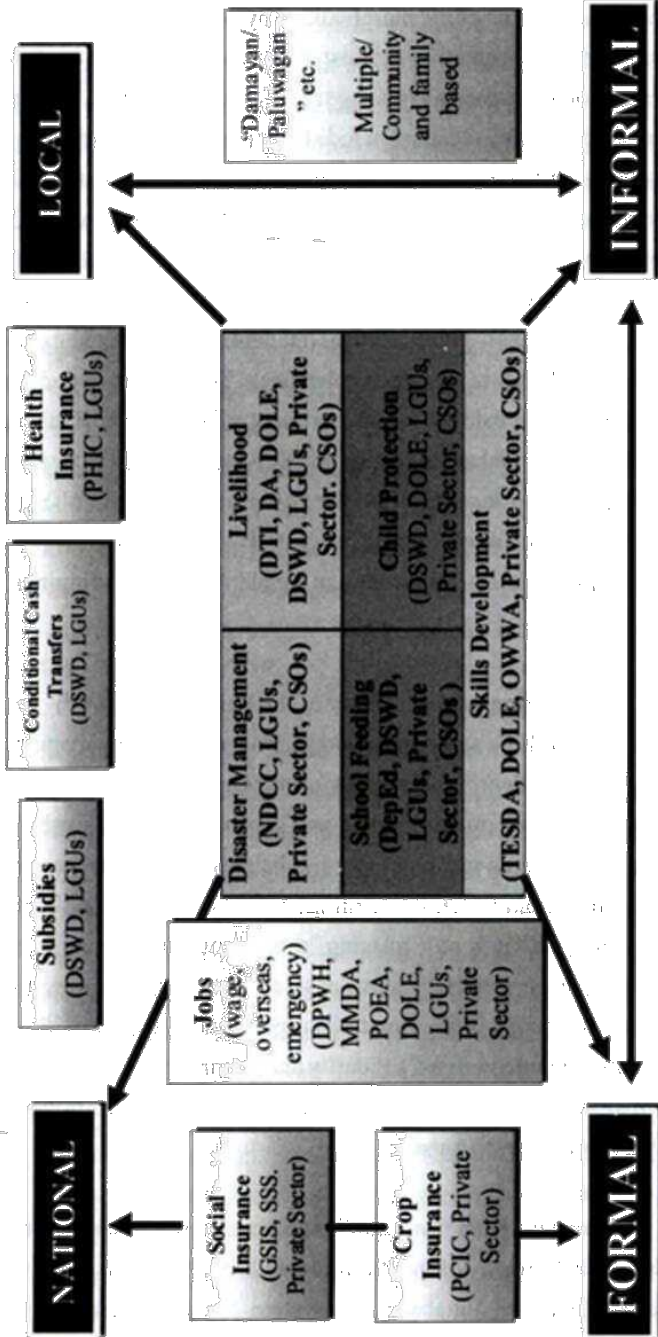 NATIONAL
Subsidies
(DSWD, LGUs)
Conditional Cash
Transfers
(DSWD, LGUs)
Health
Insurance
(PHIC, LGUs)
LOCAL
Social
Insurance
(GSIS, SSS.
Private Sector)
Crop
Insurance
(PCIC, Private
Sector)
Jobs
(wage,
overseas,
emergency)
(DPWH,
MMDA,
POEA,
DOLE,
LGUs,
Private
Sector)
Disaster Management
(NDCC, LGUs,
Private Sector, CSOs)
Livelihood
(DTI, DA, DOLE,
DSWD, LGUs, Private
Sector. CSOs)
School Feeding
(DepEd, DSWD,
LGUs, Private
Sector, CSOs )
Child Protection
(DSWD, DOLE, LGUs,
Private Sector, CSOs)
Skills Development
(TESDA, DOLE, OWWA, Private Sector, CSOs)
"Damayan/
Paluwagan
" etc.
Multiple/
Community
and family
based
FORMAL
INFORMAL